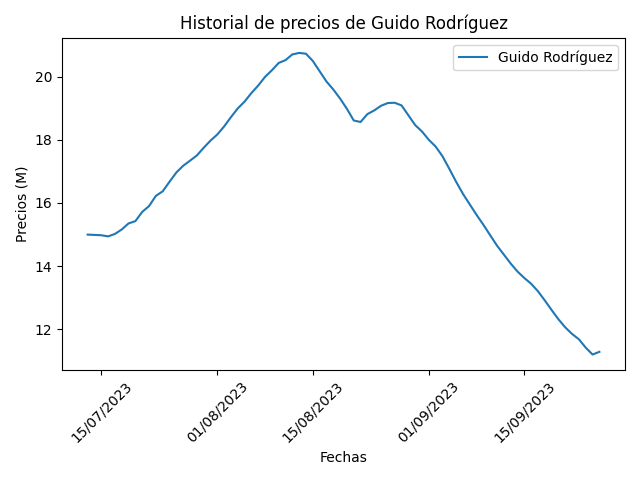 Historial de precios de Guido Rodríguez
Guido Rodríguez
Precios (M)
20
18
16
14
12
15/07/2023
01/08/2023
15/08/2023
01/09/2023
15/09/2023
Fechas